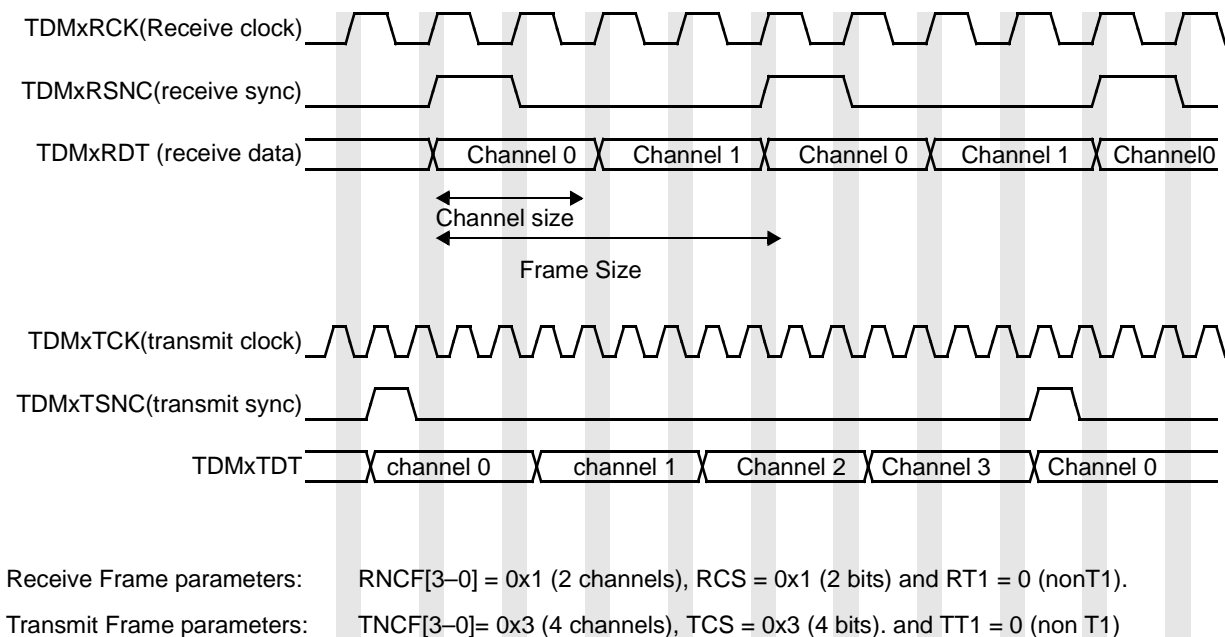 TDMxRCK(Receive clock)
TDMxRSNC(receive sync)
TDMxRDT (receive data)
Channel 0 Channel 1 Channel 0 Channel 1 Channel0
Channel size
Frame Size
TDMxTCK(transmit clock)
TDMxTSNC(transmit sync)
TDMxTDT
channel 0 channel 1 Channel 2 Channel 3 Channel 0
Receive Frame parameters: RNCF[3–0] = 0x1 (2 channels), RCS = 0x1 (2 bits) and RT1 = 0 (nonT1).
Transmit Frame parameters: TNCF[3–0]= 0x3 (4 channels), TCS = 0x3 (4 bits). and TT1 = 0 (non T1)